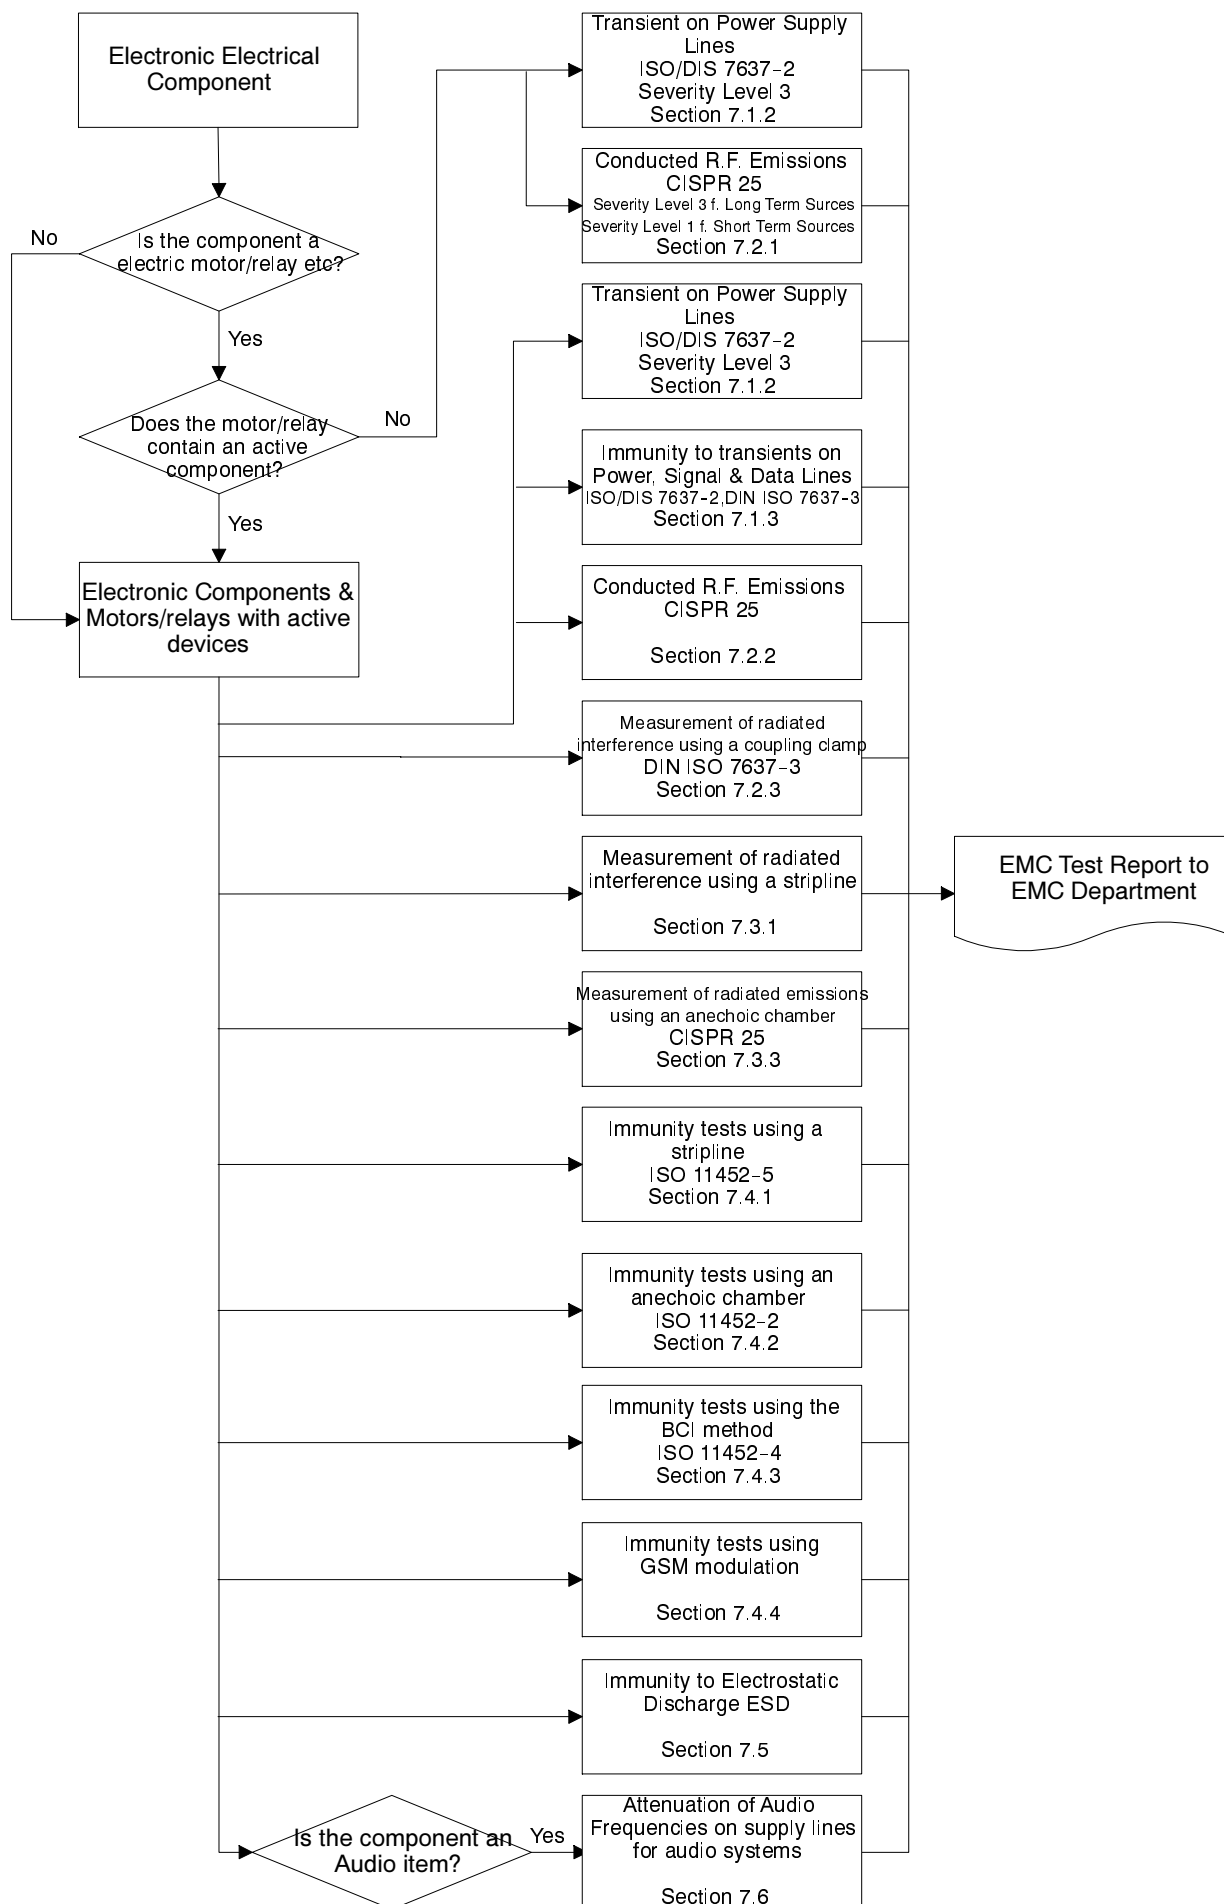 Electronic Electrical
Component
Is the component a
electric motor/relay etc?
No
Yes
Does the motor/relay
contain an active
component?
No
Yes
Electronic Components &
Motors/relays with active
devices
Transient on Power Supply
Lines
ISO/DIS 7637-2
Severity Level 3
Section 7.1.2
Conducted R.F. Emissions
CISPR 25
Severity Level 3 f. Long Term Surces
Severity Level 1 f. Short Term Sources
Section 7.2.1
Transient on Power Supply
Lines
ISO/DIS 7637-2
Severity Level 3
Section 7.1.2
Immunity to transients on
Power, Signal & Data Lines
ISO/DIS 7637-2,DIN ISO 7637-3
Section 7.1.3
Conducted R.F. Emissions
CISPR 25
Section 7.2.2
Measurement of radiated
interference using a coupling clamp
DIN ISO 7637-3
Section 7.2.3
Measurement of radiated
interference using a stripline
Section 7.3.1
Measurement of radiated emissions
using an anechoic chamber
CISPR 25
Section 7.3.3
Immunity tests using a
stripline
ISO 11452-5
Section 7.4.1
Immunity tests using an
anechoic chamber
ISO 11452-2
Section 7.4.2
Immunity tests using the
BCI method
ISO 11452-4
Section 7.4.3
Immunity tests using
GSM modulation
Section 7.4.4
Immunity to Electrostatic
Discharge ESD
Section 7.5
Is the component an
Audio item?
Yes
Attenuation of Audio
Frequencies on supply lines
for audio systems
Section 7.6
EMC Test Report to
EMC Department